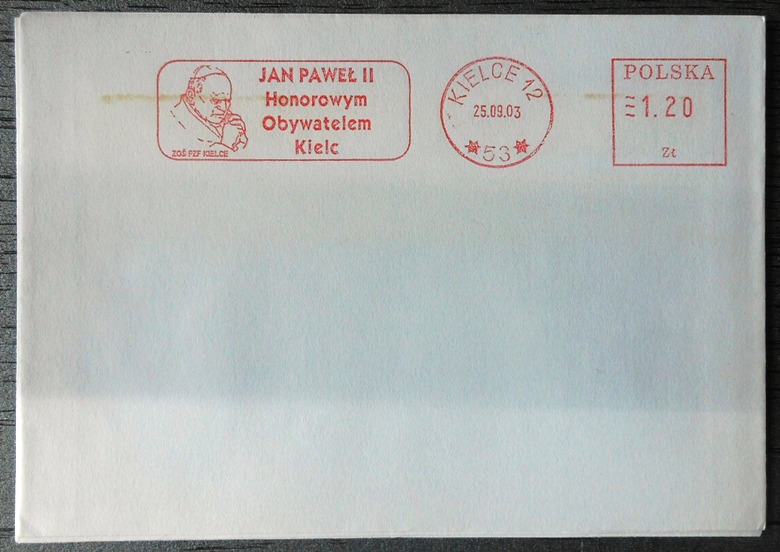 JAN PAWEŁ II
Honorowym
Obywatelem
Kielc
ZOŚ PZF KIELCE
KIELCE 12
25.09.03
53
POLSKA
1.20
Zł